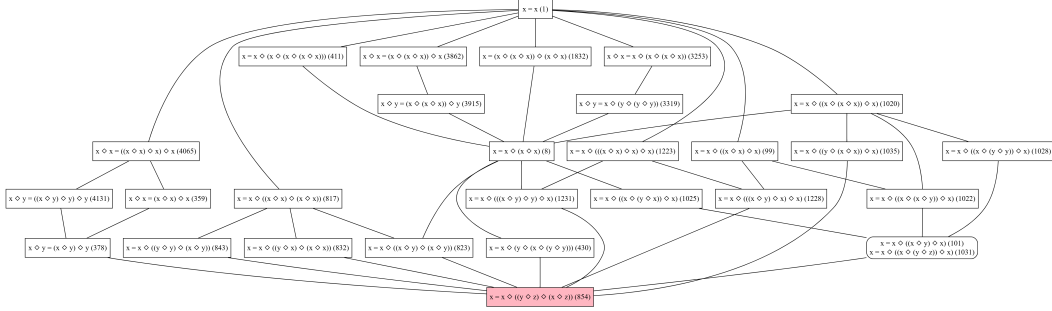 x = x (1)
x = x ◇ (x ◇ (x ◇ (x ◇ x))) (411)
x ◇ x = (x ◇ (x ◇ x)) ◇ x (3862)
x = (x ◇ (x ◇ x)) ◇ (x ◇ x) (1832)
x ◇ x = x ◇ (x ◇ (x ◇ x)) (3253)
x ◇ y = (x ◇ (x ◇ x)) ◇ y (3915)
x ◇ y = x ◇ (y ◇ (y ◇ y)) (3319)
x = x ◇ ((x ◇ (x ◇ x)) ◇ x) (1020)
x ◇ x = ((x ◇ x) ◇ x) ◇ x (4065)
x = x ◇ (x ◇ x) (8)
x = x ◇ (((x ◇ x) ◇ x) ◇ x) (1223)
x = x ◇ ((x ◇ x) ◇ x) (99)
x = x ◇ ((y ◇ (x ◇ x)) ◇ x) (1035)
x = x ◇ ((x ◇ (y ◇ y)) ◇ x) (1028)
x ◇ y = ((x ◇ y) ◇ y) ◇ y (4131)
x ◇ x = (x ◇ x) ◇ x (359)
x = x ◇ ((x ◇ x) ◇ (x ◇ x)) (817)
x = x ◇ (((x ◇ y) ◇ y) ◇ x) (1231)
x = x ◇ ((x ◇ (y ◇ x)) ◇ x) (1025)
x = x ◇ (((x ◇ y) ◇ x) ◇ x) (1228)
x = x ◇ ((x ◇ (x ◇ y)) ◇ x) (1022)
x ◇ y = (x ◇ y) ◇ y (378)
x = x ◇ ((y ◇ y) ◇ (x ◇ y)) (843)
x = x ◇ ((y ◇ x) ◇ (x ◇ x)) (832)
x = x ◇ ((x ◇ y) ◇ (x ◇ y)) (823)
x = x ◇ (y ◇ (x ◇ (y ◇ y))) (430)
x = x ◇ ((x ◇ y) ◇ x) (101)
x = x ◇ ((x ◇ (y ◇ z)) ◇ x) (1031)
x = x ◇ ((y ◇ z) ◇ (x ◇ z)) (854)